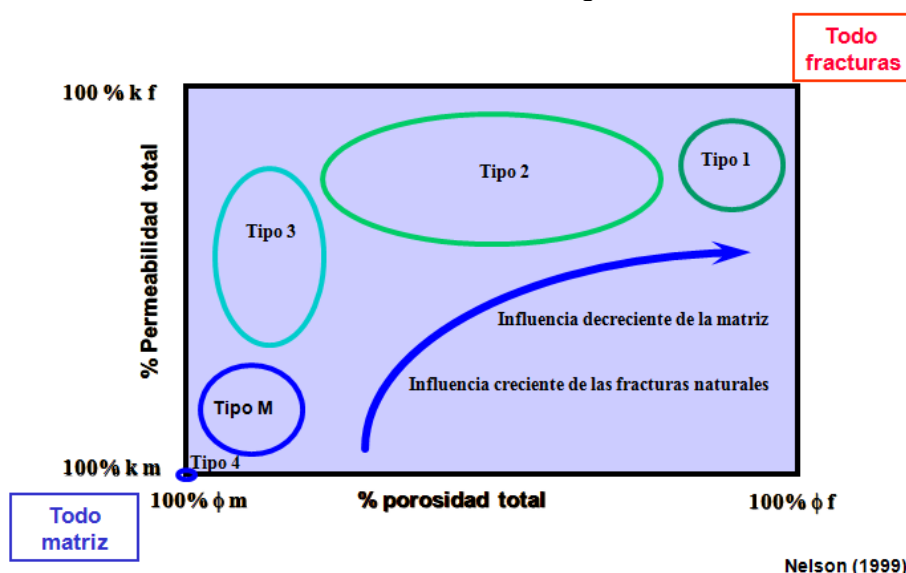 Todo
fracturas
100 % k f
Tipo 1
Tipo 2
Tipo 3
% Permeabilidad total
Influencia decreciente de la matriz
Influencia creciente de las fracturas naturales
Tipo M
Tipo 4
100% k m
100% ϕ m
% porosidad total
100% ϕ f
Todo
matriz
Nelson (1999)